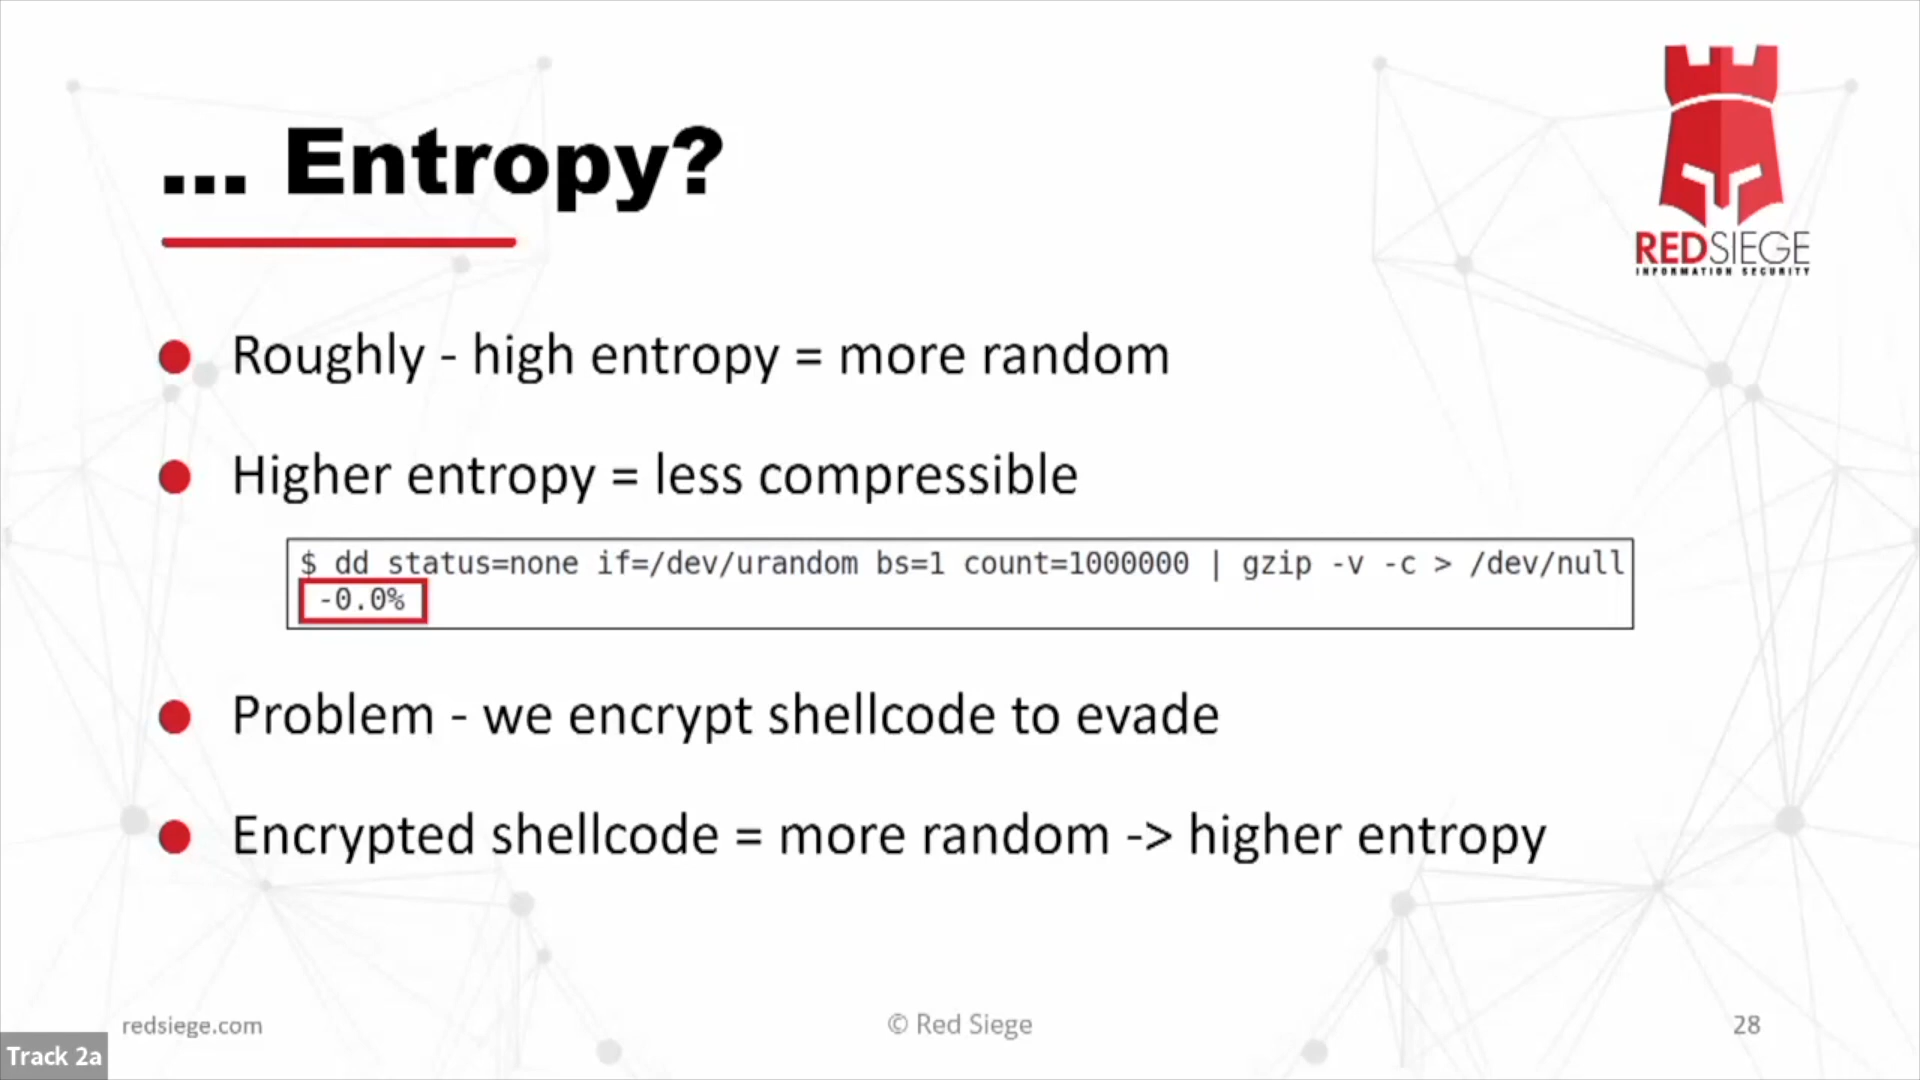 ... Entropy?
REDSIEGE
INFORMATION SECURITY
Roughly - high entropy = more random
Higher entropy = less compressible
$ dd status=none if=/dev/urandom bs=1 count=1000000 | gzip -v -c > /dev/null
-0.0%
Problem - we encrypt shellcode to evade
Encrypted shellcode = more random -> higher entropy
redsiege.com
© Red Siege
28
Track 2a